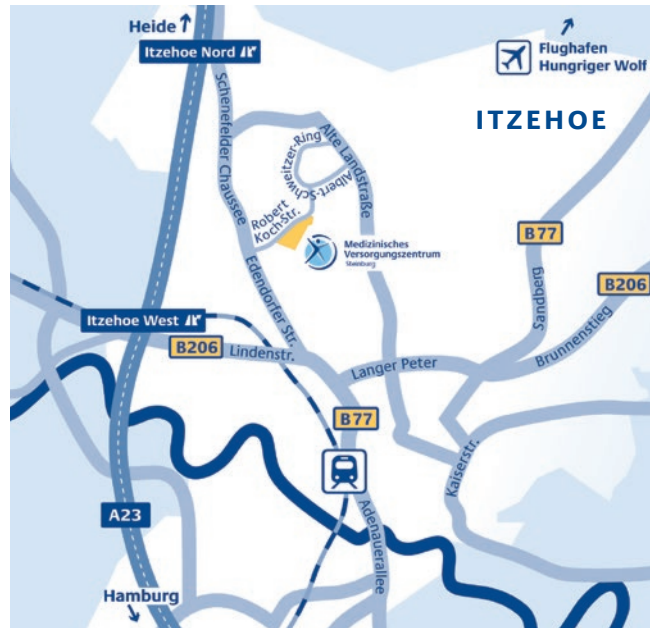 Heide
Itzehoe Nord
Flughafen
Hungriger Wolf
ITZEHOE
Schenefelder Chaussee
Alte Landstraße
Albert-Schweitzer-Ring
Robert
Koch-Str.
Medizinisches
Versorgungszentrum
Steinburg
B77
B206
Sandberg
Edendorfer Str.
Itzehoe West
B206
Lindenstr.
Langer Peter
Brunnenstieg
B77
Kaiserstr.
A23
Adenauerallee
Hamburg